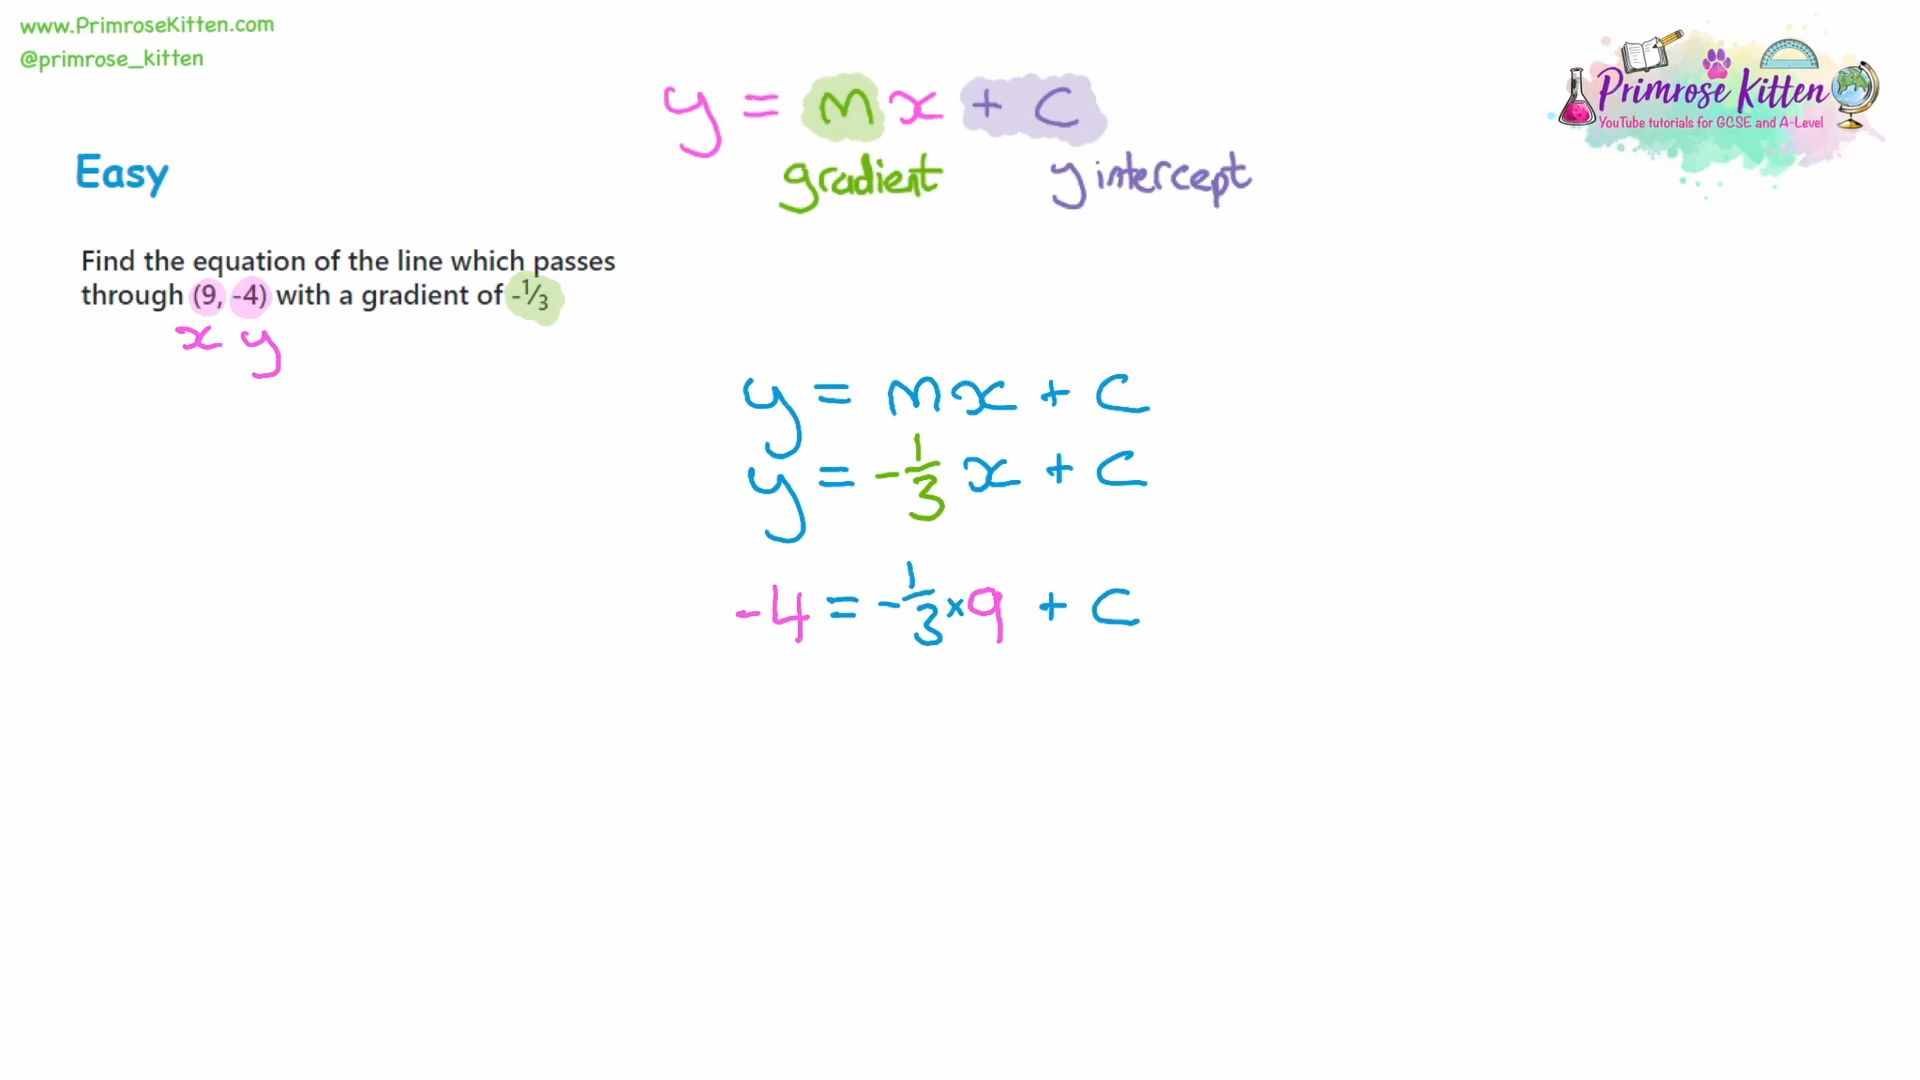 www.PrimroseKitten.com
@primrose_kitten
Primrose Kitten
YouTube tutorials for GCSE and A-Level
y = mx + c
gradient
y intercept
Easy
Find the equation of the line which passes
through (9, -4) with a gradient of -1/3
x y
y = mx + c
y = -1/3 x + c
-4 = -1/3 × 9 + c